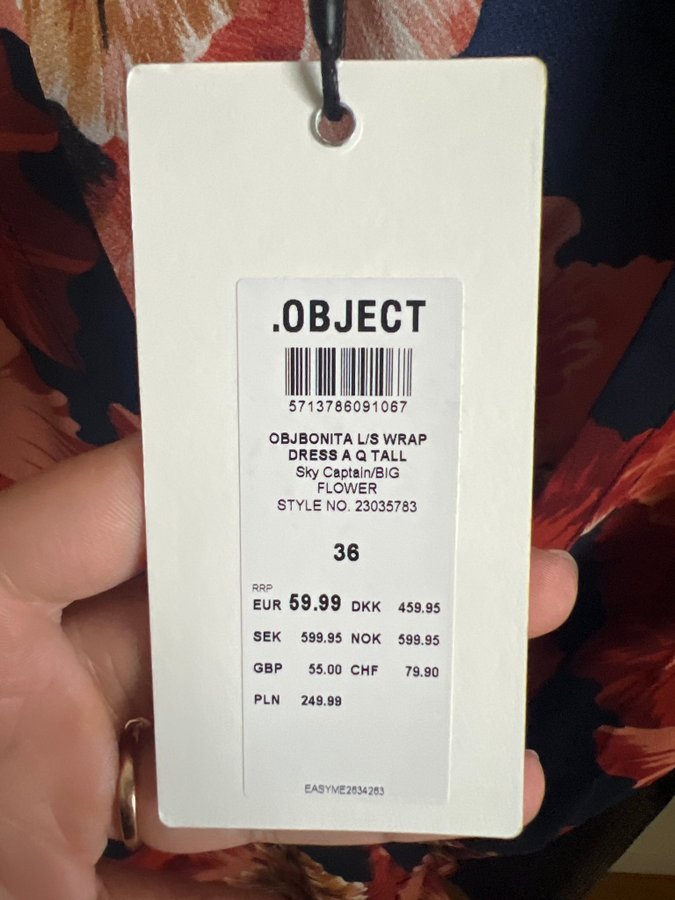 .OBJECT
5713786091067
OBJBONITA L/S WRAP
DRESS A Q TALL
Sky Captain/BIG
FLOWER
STYLE NO. 23035783
36
RRP
EUR 59.99 DKK 459.95
SEK 599.95 NOK 599.95
GBP 55.00 CHF 79.90
PLN 249.99
EASYME2634263